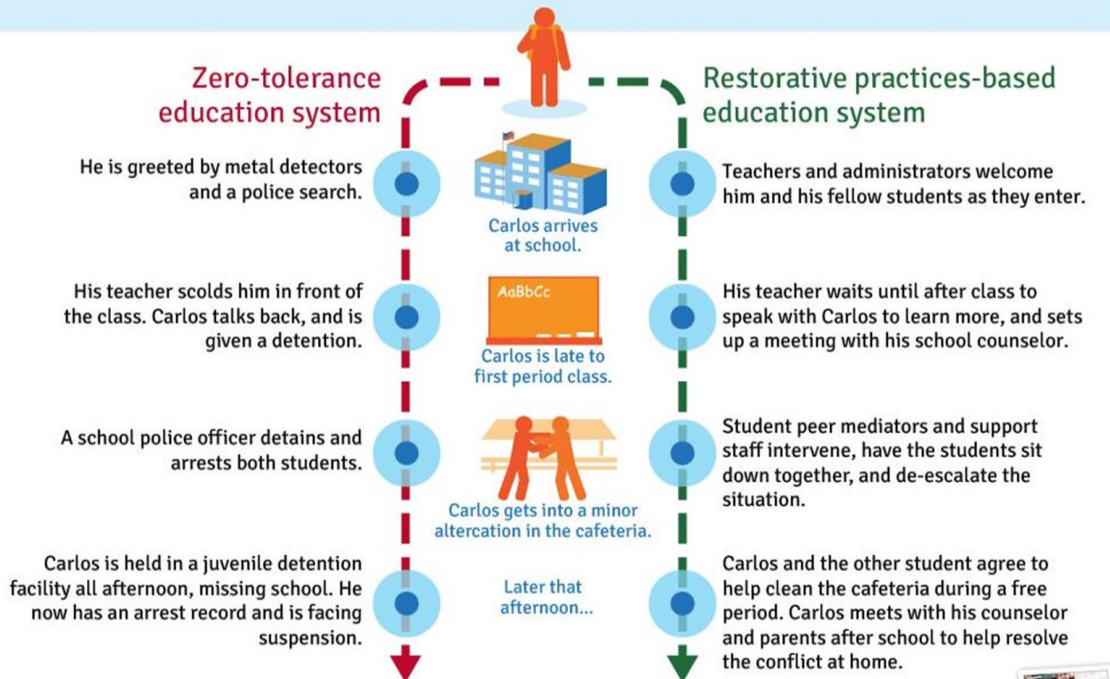 Zero-tolerance
education system
Restorative practices-based
education system
He is greeted by metal detectors
and a police search.
Carlos arrives
at school.
Teachers and administrators welcome
him and his fellow students as they enter.
His teacher scolds him in front of
the class. Carlos talks back, and is
given a detention.
AaBbCc
Carlos is late to
first period class.
His teacher waits until after class to
speak with Carlos to learn more, and sets
up a meeting with his school counselor.
A school police officer detains and
arrests both students.
Carlos gets into a minor
altercation in the cafeteria.
Student peer mediators and support
staff intervene, have the students sit
down together, and de-escalate the
situation.
Carlos is held in a juvenile detention
facility all afternoon, missing school. He
now has an arrest record and is facing
suspension.
Later that
afternoon...
Carlos and the other student agree to
help clean the cafeteria during a free
period. Carlos meets with his counselor
and parents after school to help resolve
the conflict at home.